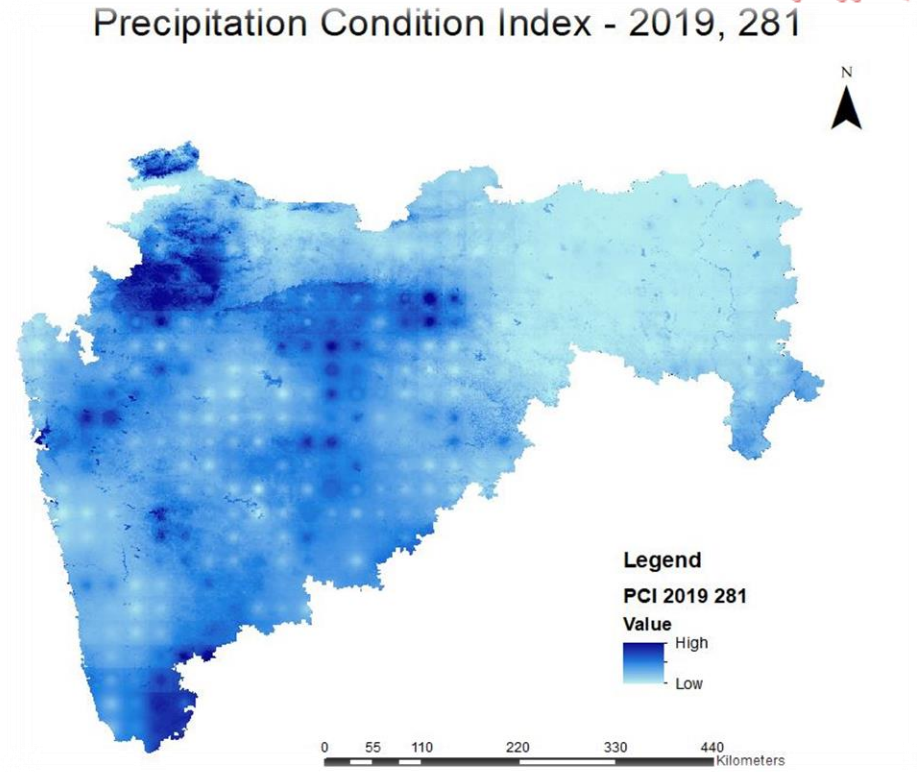 Precipitation Condition Index - 2019, 281
N
Legend
PCI 2019 281
Value
High
Low
0 55 110 220 330 440
Kilometers